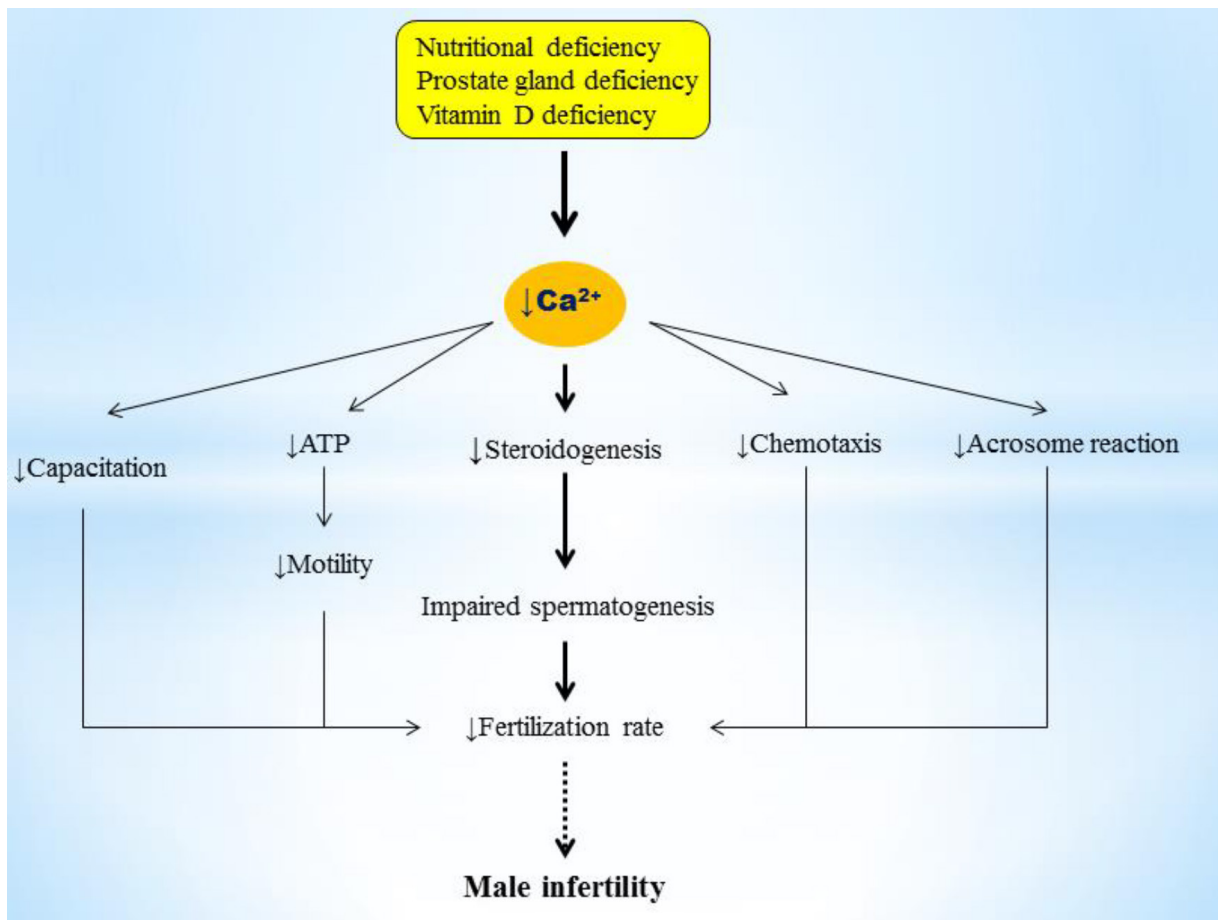 Nutritional deficiency
Prostate gland deficiency
Vitamin D deficiency
↓Ca²⁺
↓Capacitation
↓ATP
↓Steroidogenesis
↓Chemotaxis
↓Acrosome reaction
↓Motility
Impaired spermatogenesis
↓Fertilization rate
Male infertility